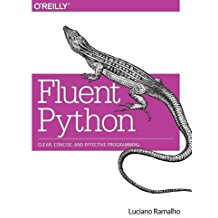 O'REILLY®
Fluent
Python
CLEAR, CONCISE, AND EFFECTIVE PROGRAMMING
Luciano Ramalho